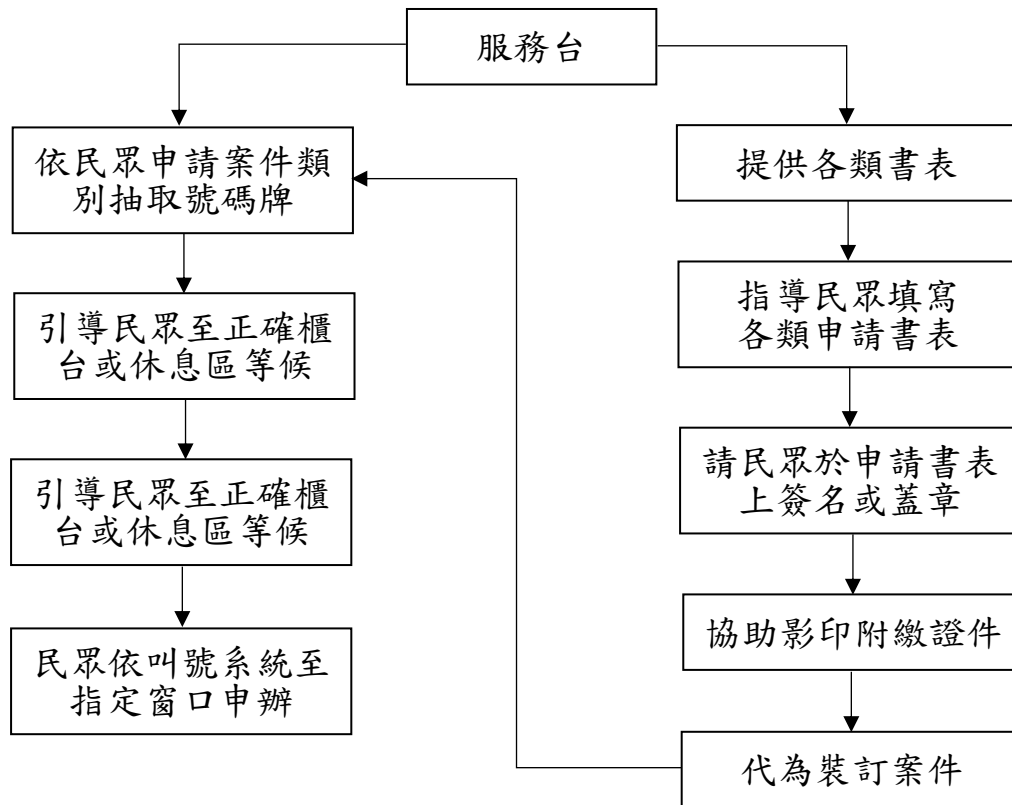 服務台
依民眾申請案件類
別抽取號碼牌
引導民眾至正確櫃
台或休息區等候
引導民眾至正確櫃
台或休息區等候
民眾依叫號系統至
指定窗口申辦
提供各類書表
指導民眾填寫
各類申請書表
請民眾於申請書表
上簽名或蓋章
協助影印附繳證件
代為裝訂案件